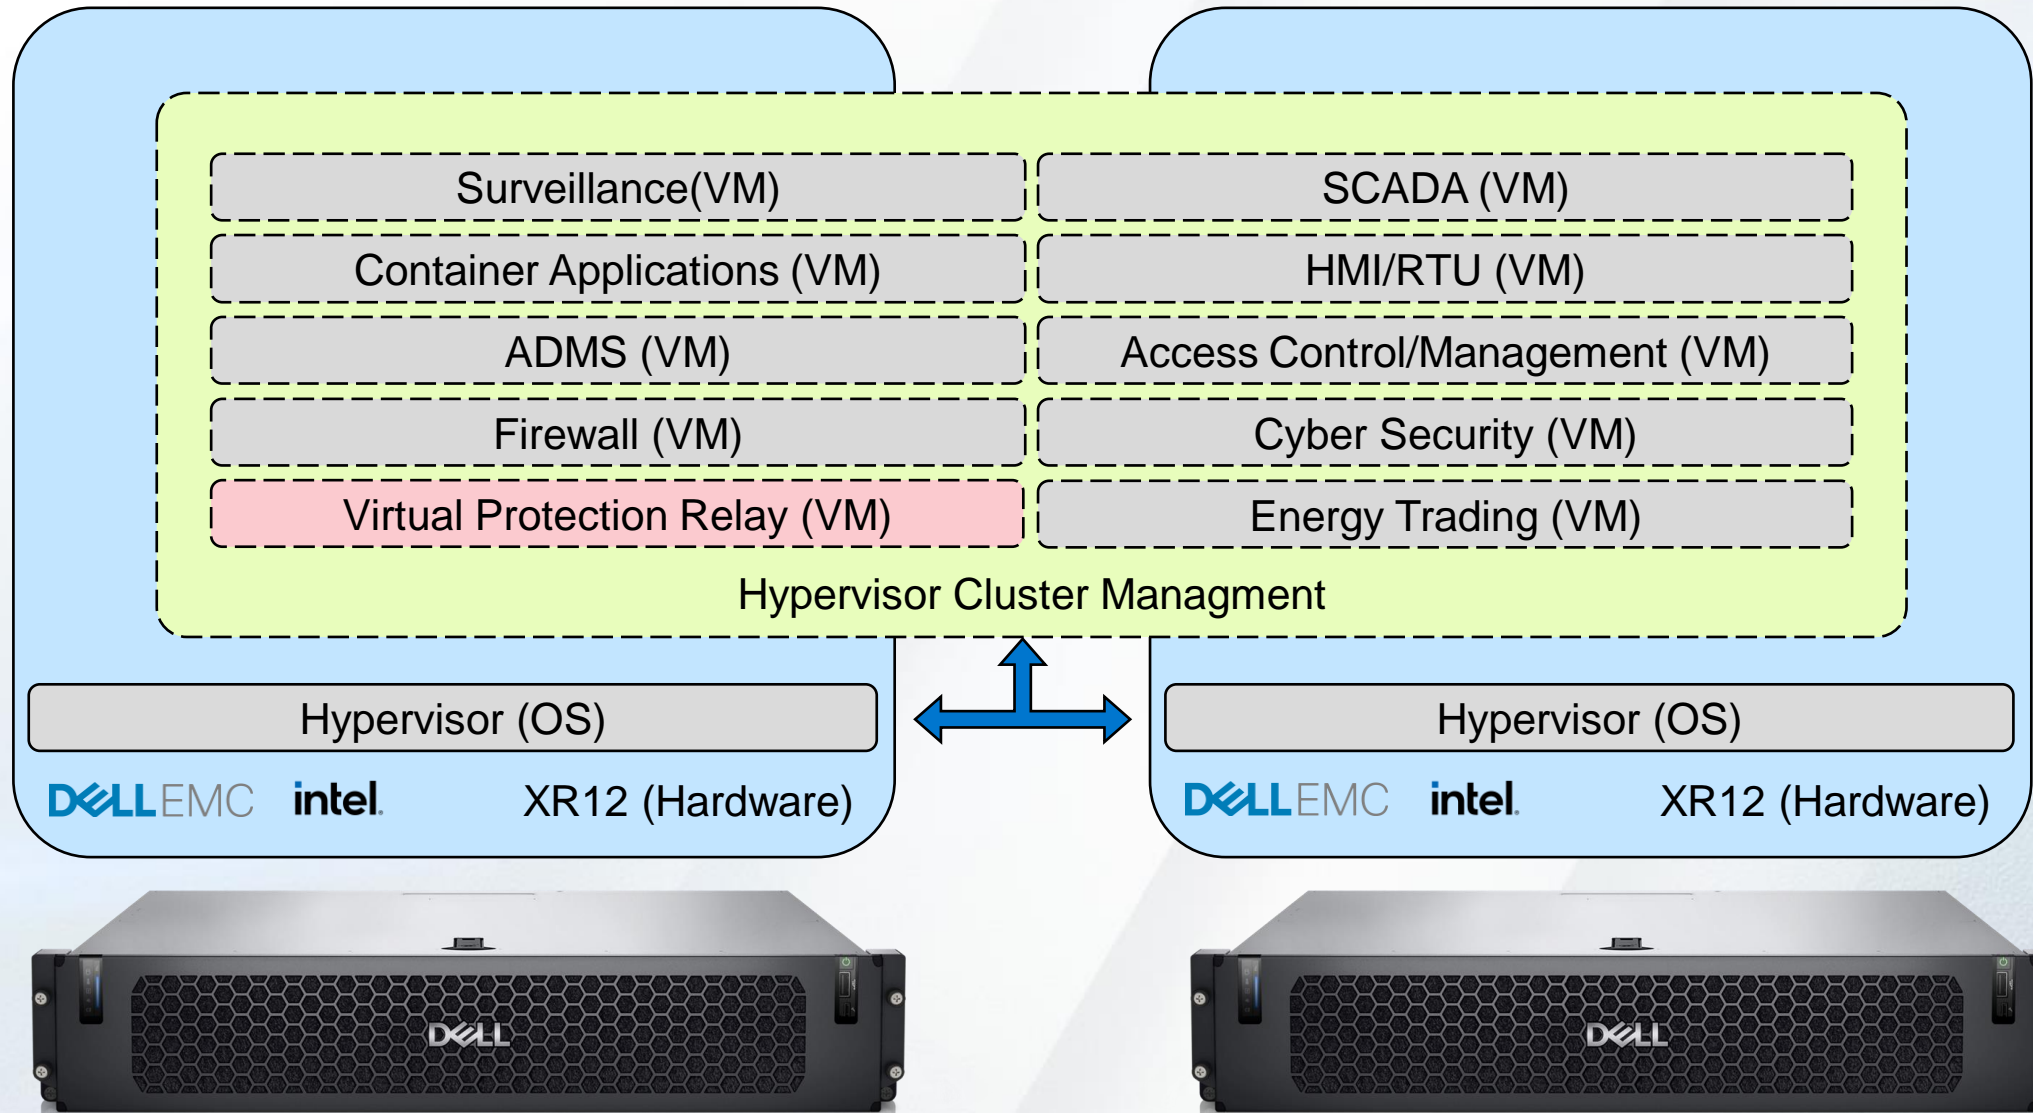 Surveillance(VM)
SCADA (VM)
Container Applications (VM)
HMI/RTU (VM)
ADMS (VM)
Access Control/Management (VM)
Firewall (VM)
Cyber Security (VM)
Virtual Protection Relay (VM)
Energy Trading (VM)
Hypervisor Cluster Managment
Hypervisor (OS)
Hypervisor (OS)
DELLEMC intel. XR12 (Hardware)
DELLEMC intel. XR12 (Hardware)
DELL
DELL